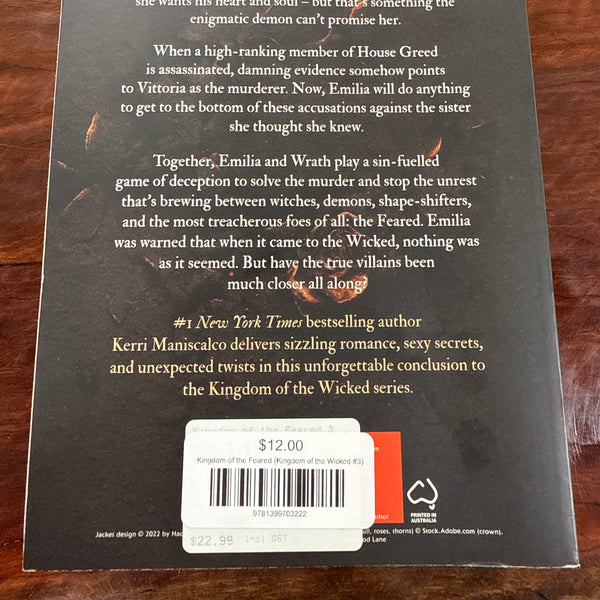 she wants his heart and soul – but that's something the
enigmatic demon can't promise her.
When a high-ranking member of House Greed
is assassinated, damning evidence somehow points
to Vittoria as the murderer. Now, Emilia will do anything
to get to the bottom of these accusations against the sister
she thought she knew.
Together, Emilia and Wrath play a sin-fuelled
game of deception to solve the murder and stop the unrest
that's brewing between witches, demons, shape-shifters,
and the most treacherous foes of all: the Feared. Emilia
was warned that when it came to the Wicked, nothing was
as it seemed. But have the true villains been
much closer all along?
#1 New York Times bestselling author
Kerri Maniscalco delivers sizzling romance, sexy secrets,
and unexpected twists in this unforgettable conclusion to
the Kingdom of the Wicked series.
Kingdom of the Feared 3
$12.00
Kingdom of the Feared (Kingdom of the Wicked #3)
9781399703222
$22.99 incl GST
PRINTED IN
AUSTRALIA
Jacket design © 2022 by
roses, thorns) © Stock.Adobe.com (crown),
Lane